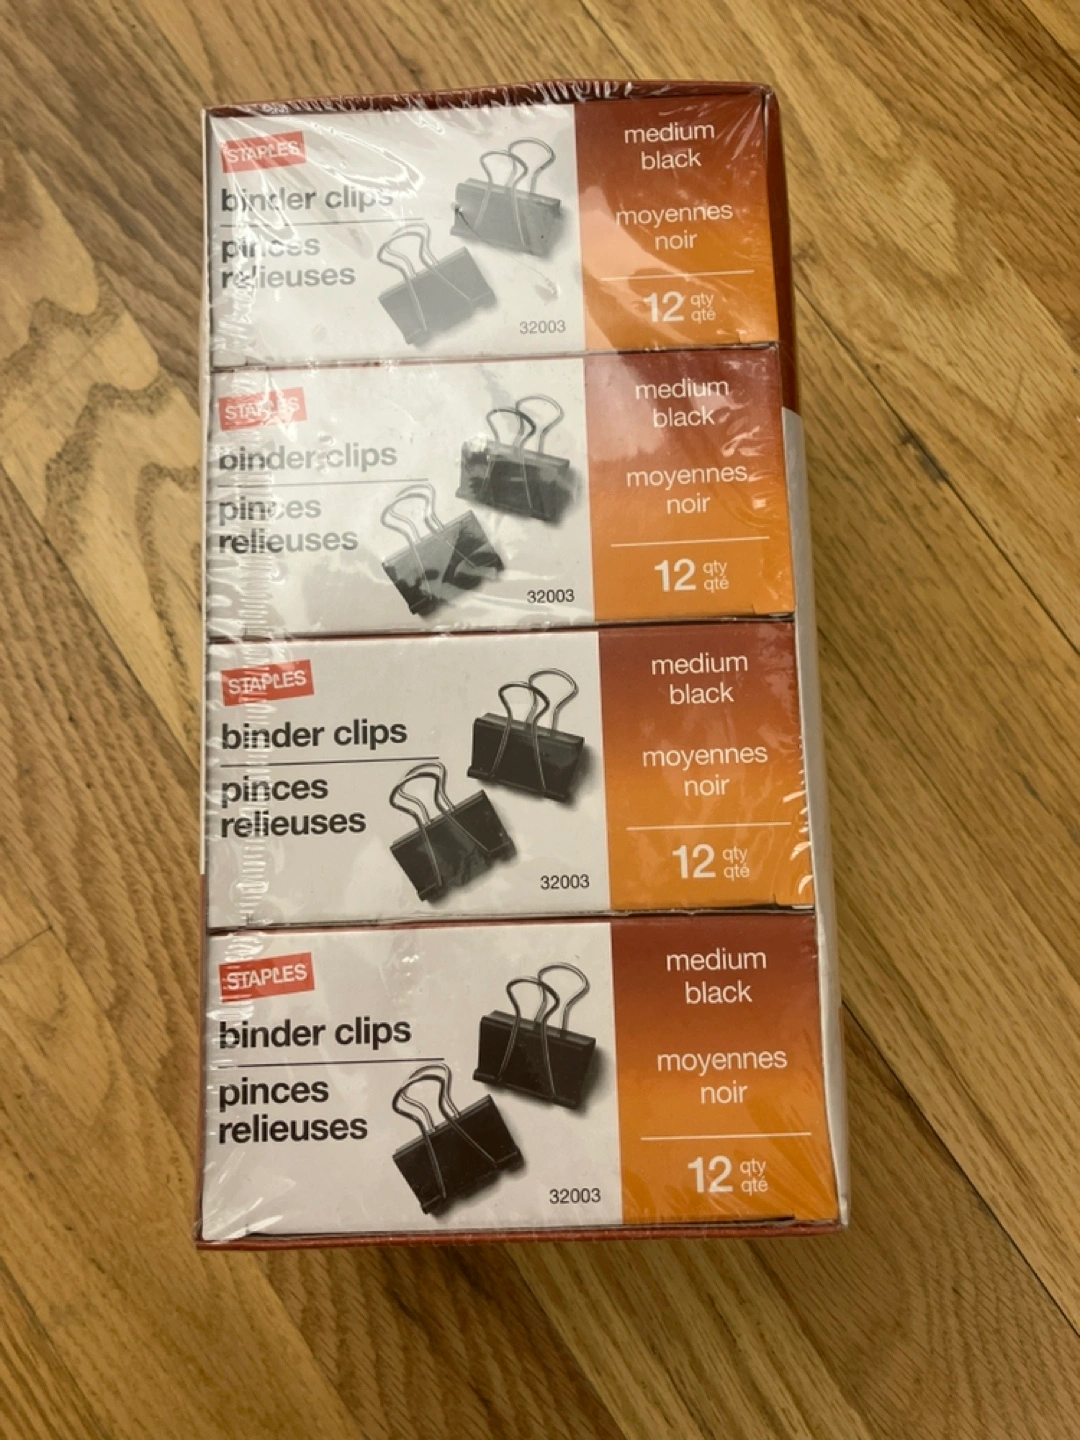 STAPLES
binder clips
pinces
relieuses
32003
medium
black
moyennes
noir
12 qty
qté
STAPLES
binder clips
pinces
relieuses
32003
medium
black
moyennes
noir
12 qty
qté
STAPLES
binder clips
pinces
relieuses
32003
medium
black
moyennes
noir
12 qty
qté
STAPLES
binder clips
pinces
relieuses
32003
medium
black
moyennes
noir
12 qty
qté